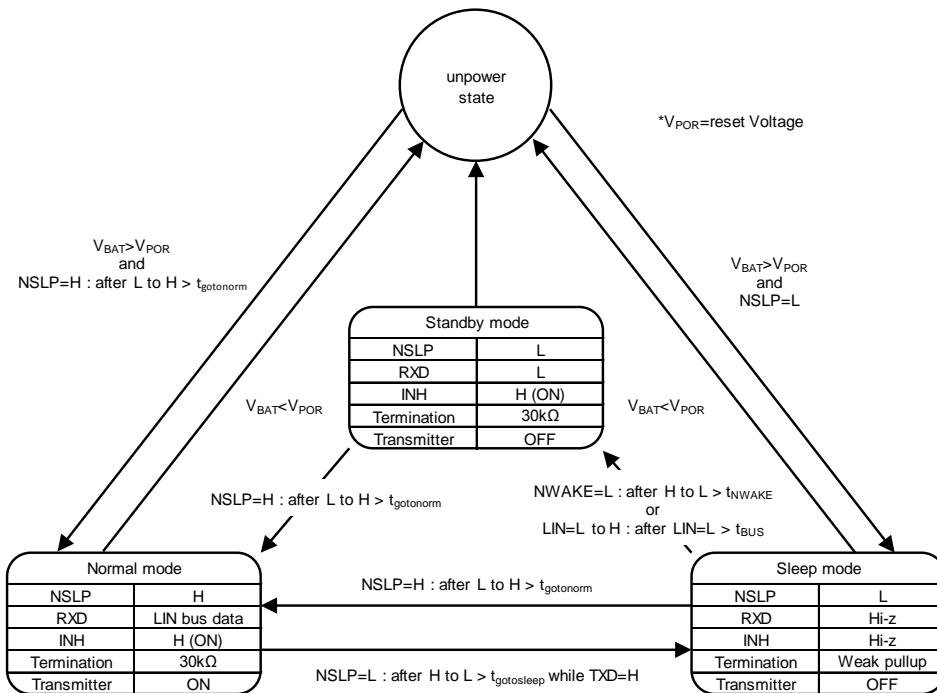 unpower
state
*VPOR=reset Voltage
VBAT>VPOR
and
NSLP=H : after L to H > tgotonorm
VBAT>VPOR
and
NSLP=L
Standby mode
NSLP L
RXD L
INH H (ON)
Termination 30kΩ
Transmitter OFF
VBAT<VPOR
VBAT<VPOR
NSLP=H : after L to H > tgotonorm
NWAKE=L : after H to L > tNWAKE
or
LIN=L to H : after LIN=L > tBUS
Normal mode
NSLP H
RXD LIN bus data
INH H (ON)
Termination 30kΩ
Transmitter ON
NSLP=H : after L to H > tgotonorm
NSLP=L : after H to L > tgotosleep while TXD=H
Sleep mode
NSLP L
RXD Hi-z
INH Hi-z
Termination Weak pullup
Transmitter OFF